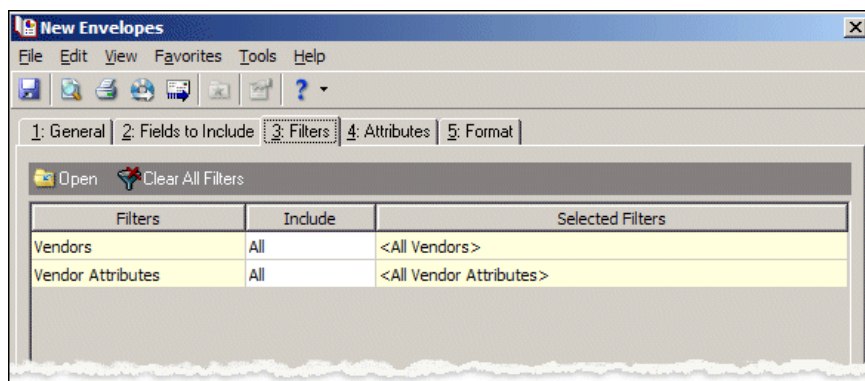 New Envelopes
File Edit View Favorites Tools Help
1: General 2: Fields to Include 3: Filters 4: Attributes 5: Format
Open Clear All Filters
Filters Include Selected Filters
Vendors All <All Vendors>
Vendor Attributes All <All Vendor Attributes>